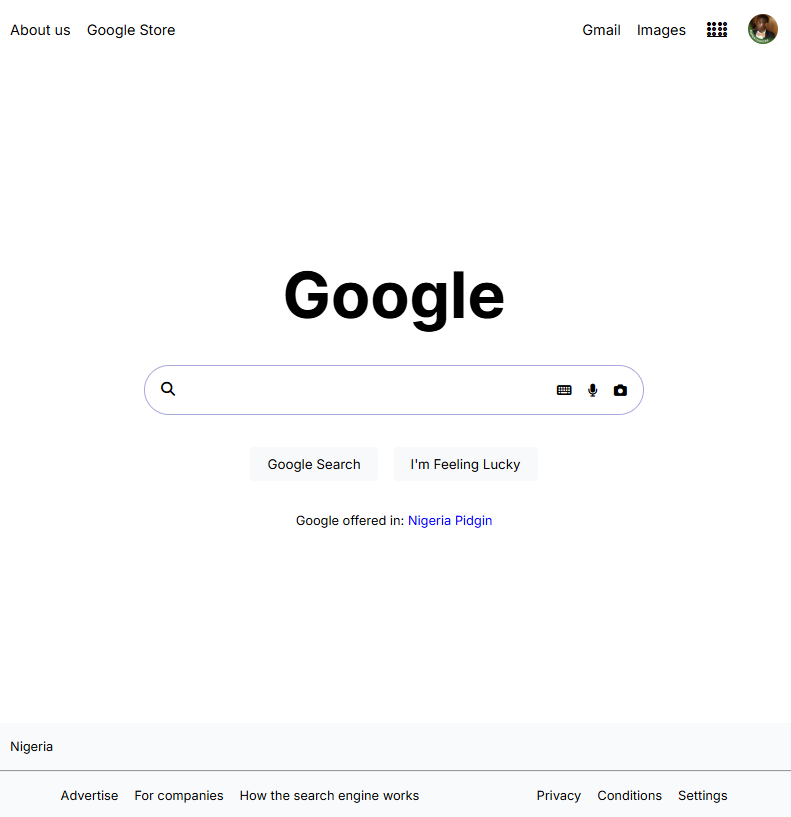 About us Google Store Gmail Images
Google
Google Search I'm Feeling Lucky
Google offered in: Nigeria Pidgin
Nigeria
Advertise For companies How the search engine works Privacy Conditions Settings